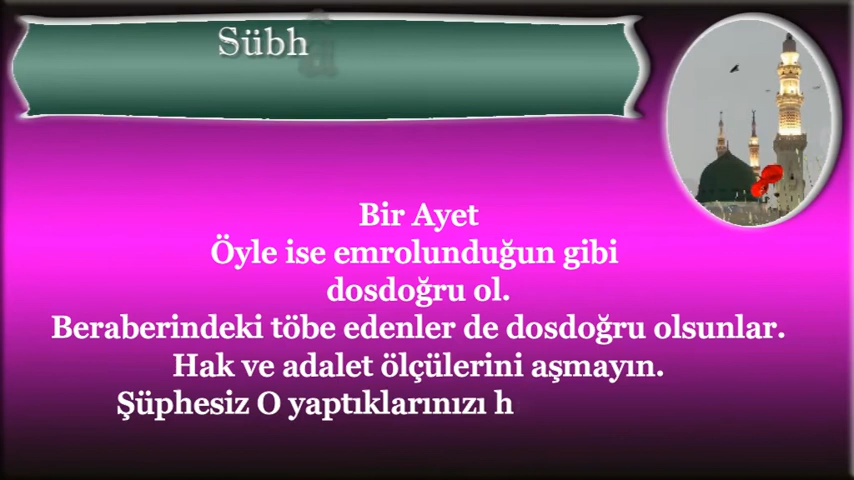 Sübh
Bir Ayet
Öyle ise emrolunduğun gibi
dosdoğru ol.
Beraberindeki töbe edenler de dosdoğru olsunlar.
Hak ve adalet ölçülerini aşmayın.
Şüphesiz O yaptıklarınızı h